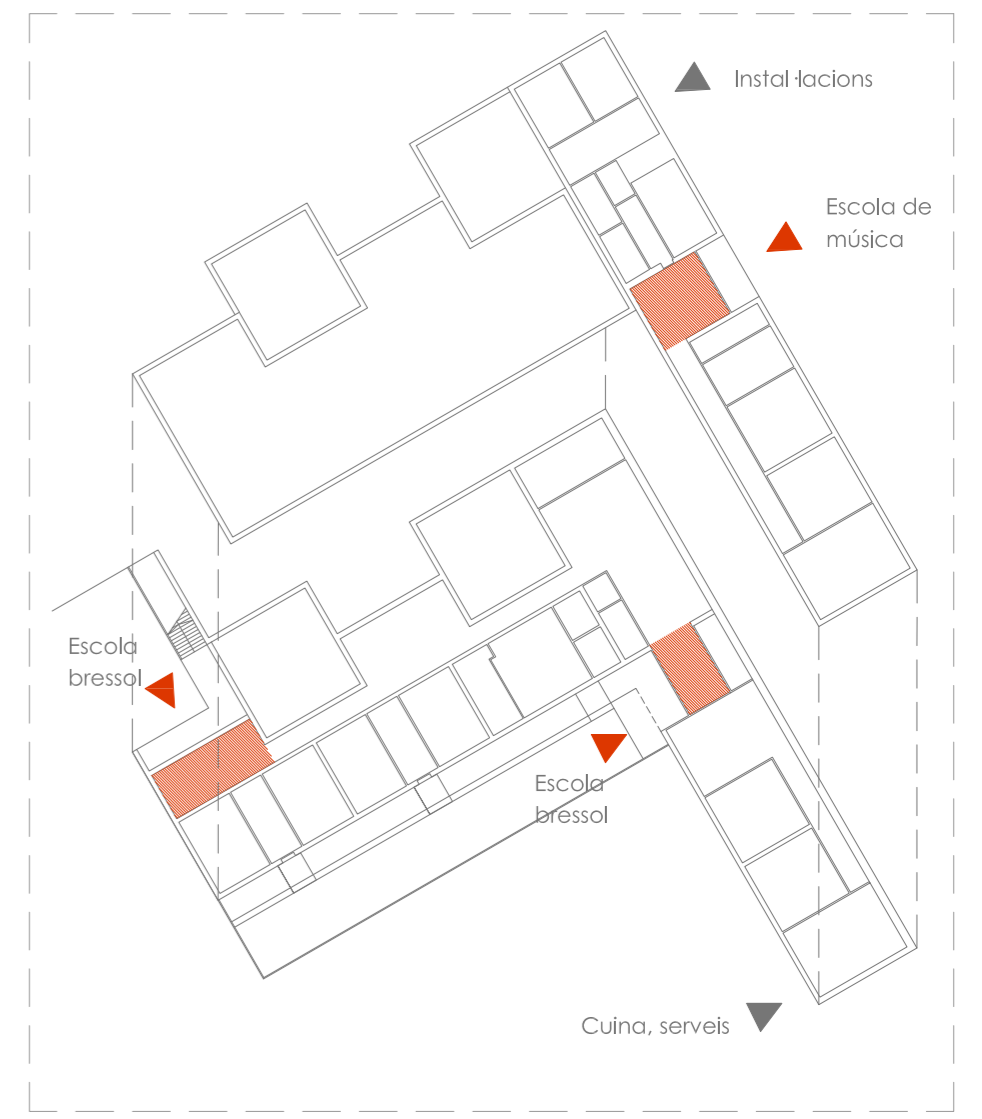 Instal·lacions
Escola de
música
Escola
bressol
Escola
bressol
Cuina, serveis